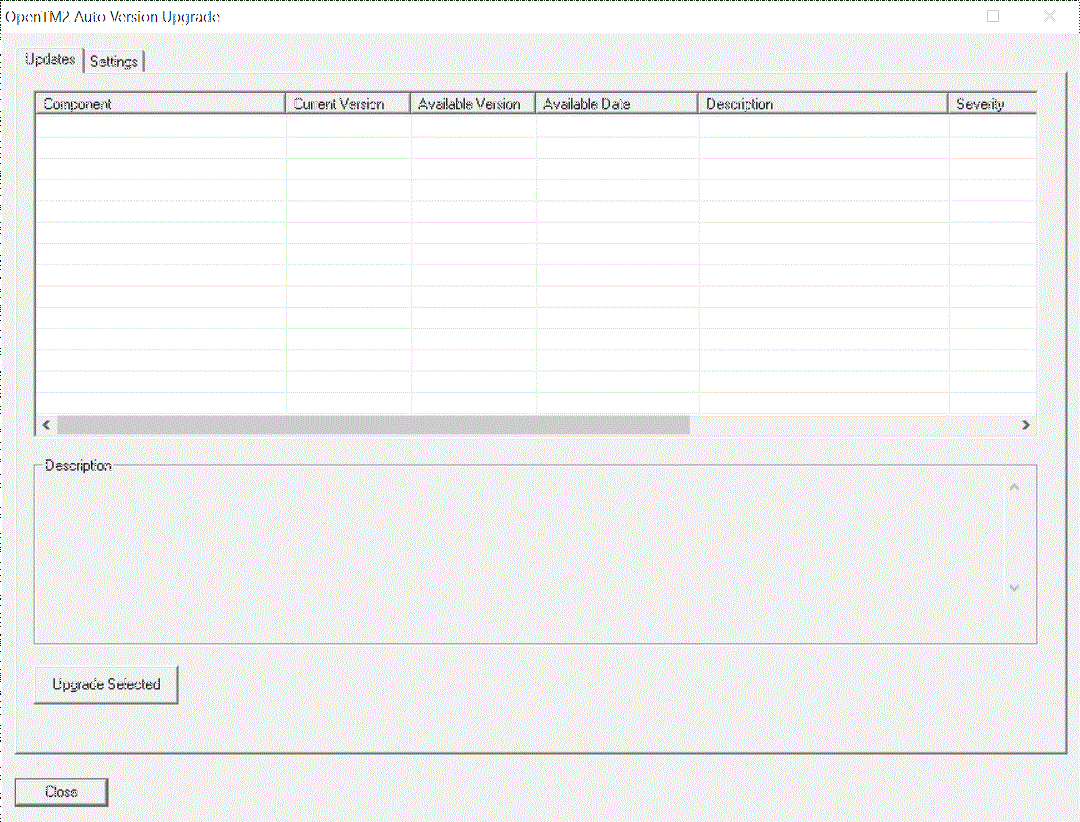 OpenTM2 Auto Version Upgrade
Updates Settings
Component Current Version Available Version Available Date Description Severity
Description
Upgrade Selected
Close